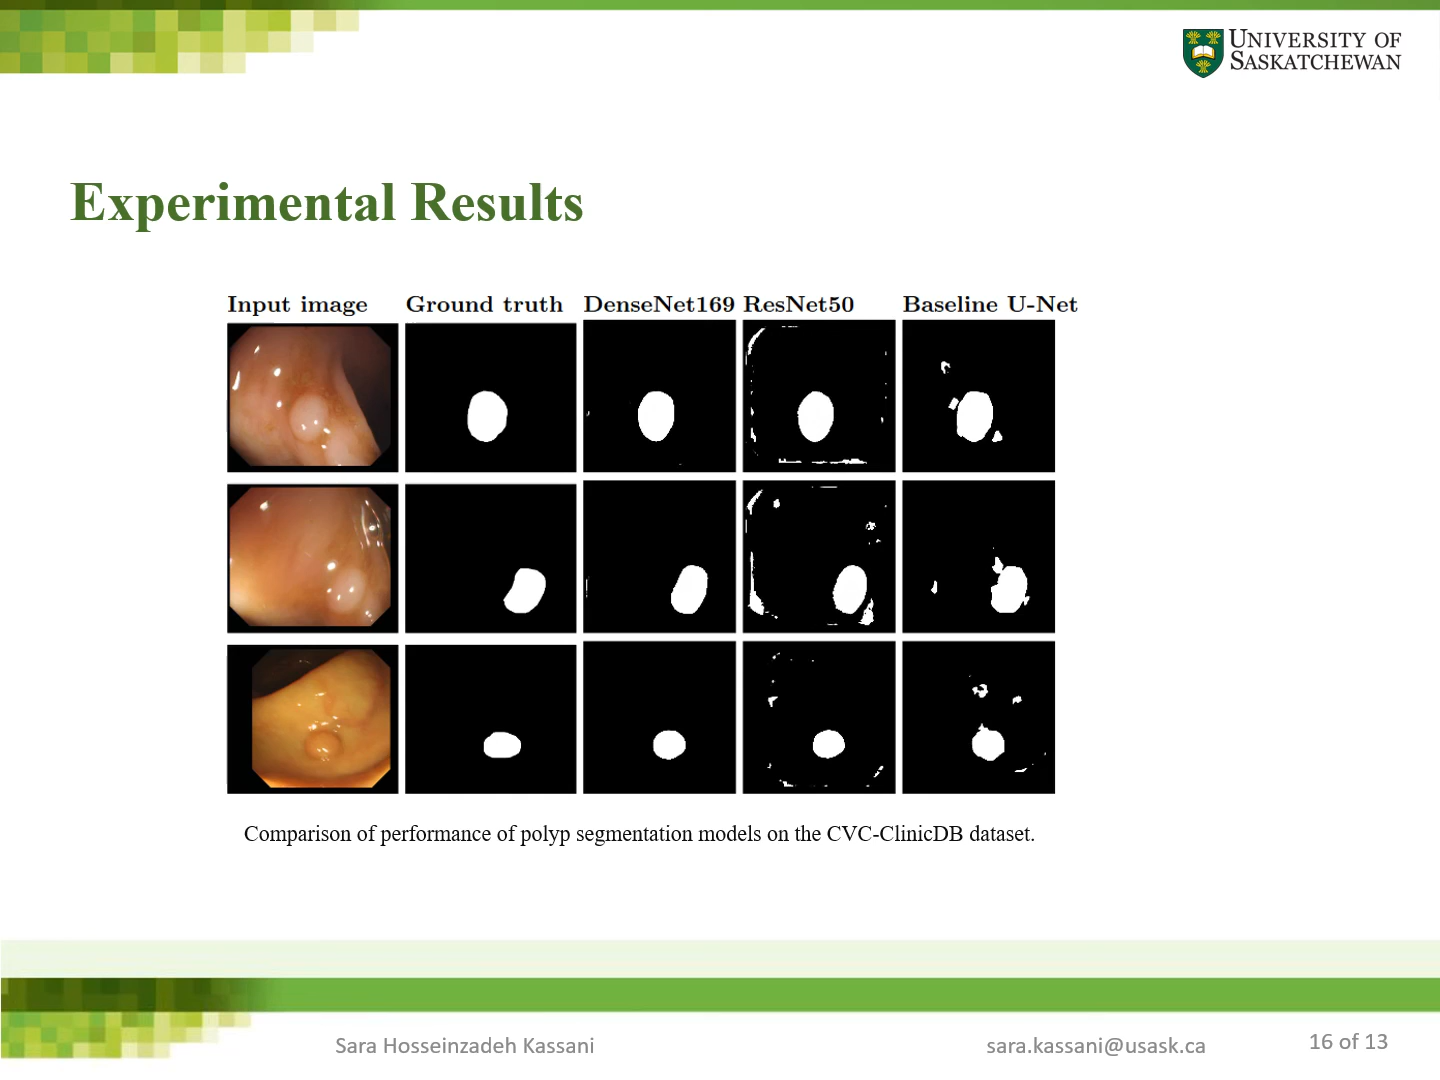 UNIVERSITY OF
SASKATCHEWAN
Experimental Results
Input image Ground truth DenseNet169 ResNet50 Baseline U-Net
Comparison of performance of polyp segmentation models on the CVC-ClinicDB dataset.
Sara Hosseinzadeh Kassani sara.kassani@usask.ca 16 of 13